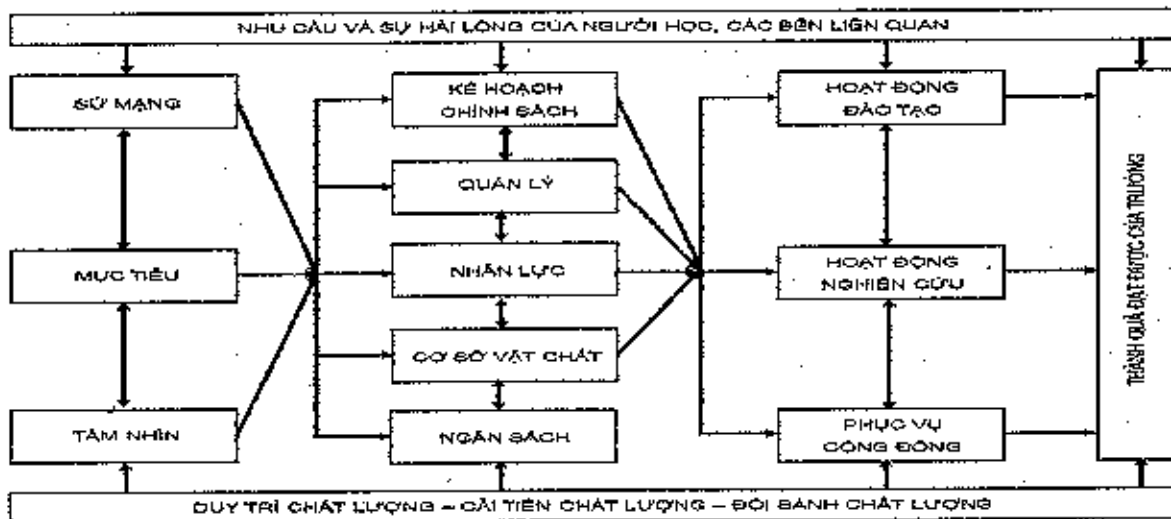 NHU CẦU VÀ SỰ HÀI LÒNG CỦA NGƯỜI HỌC, CÁC BÊN LIÊN QUAN
SỨ MẠNG
KẾ HOẠCH
CHÍNH SÁCH
HOẠT ĐỘNG
ĐÀO TẠO
QUẢN LÝ
MỤC TIÊU
NHÂN LỰC
HOẠT ĐỘNG
NGHIÊN CỨU
CƠ SỞ VẬT CHẤT
TẦM NHÌN
NGÂN SÁCH
PHỤC VỤ
CỘNG ĐỒNG
THÀNH QUẢ ĐẠT ĐƯỢC CỦA TRƯỜNG
DUY TRÌ CHẤT LƯỢNG – CẢI TIẾN CHẤT LƯỢNG – ĐỐI SÁNH CHẤT LƯỢNG